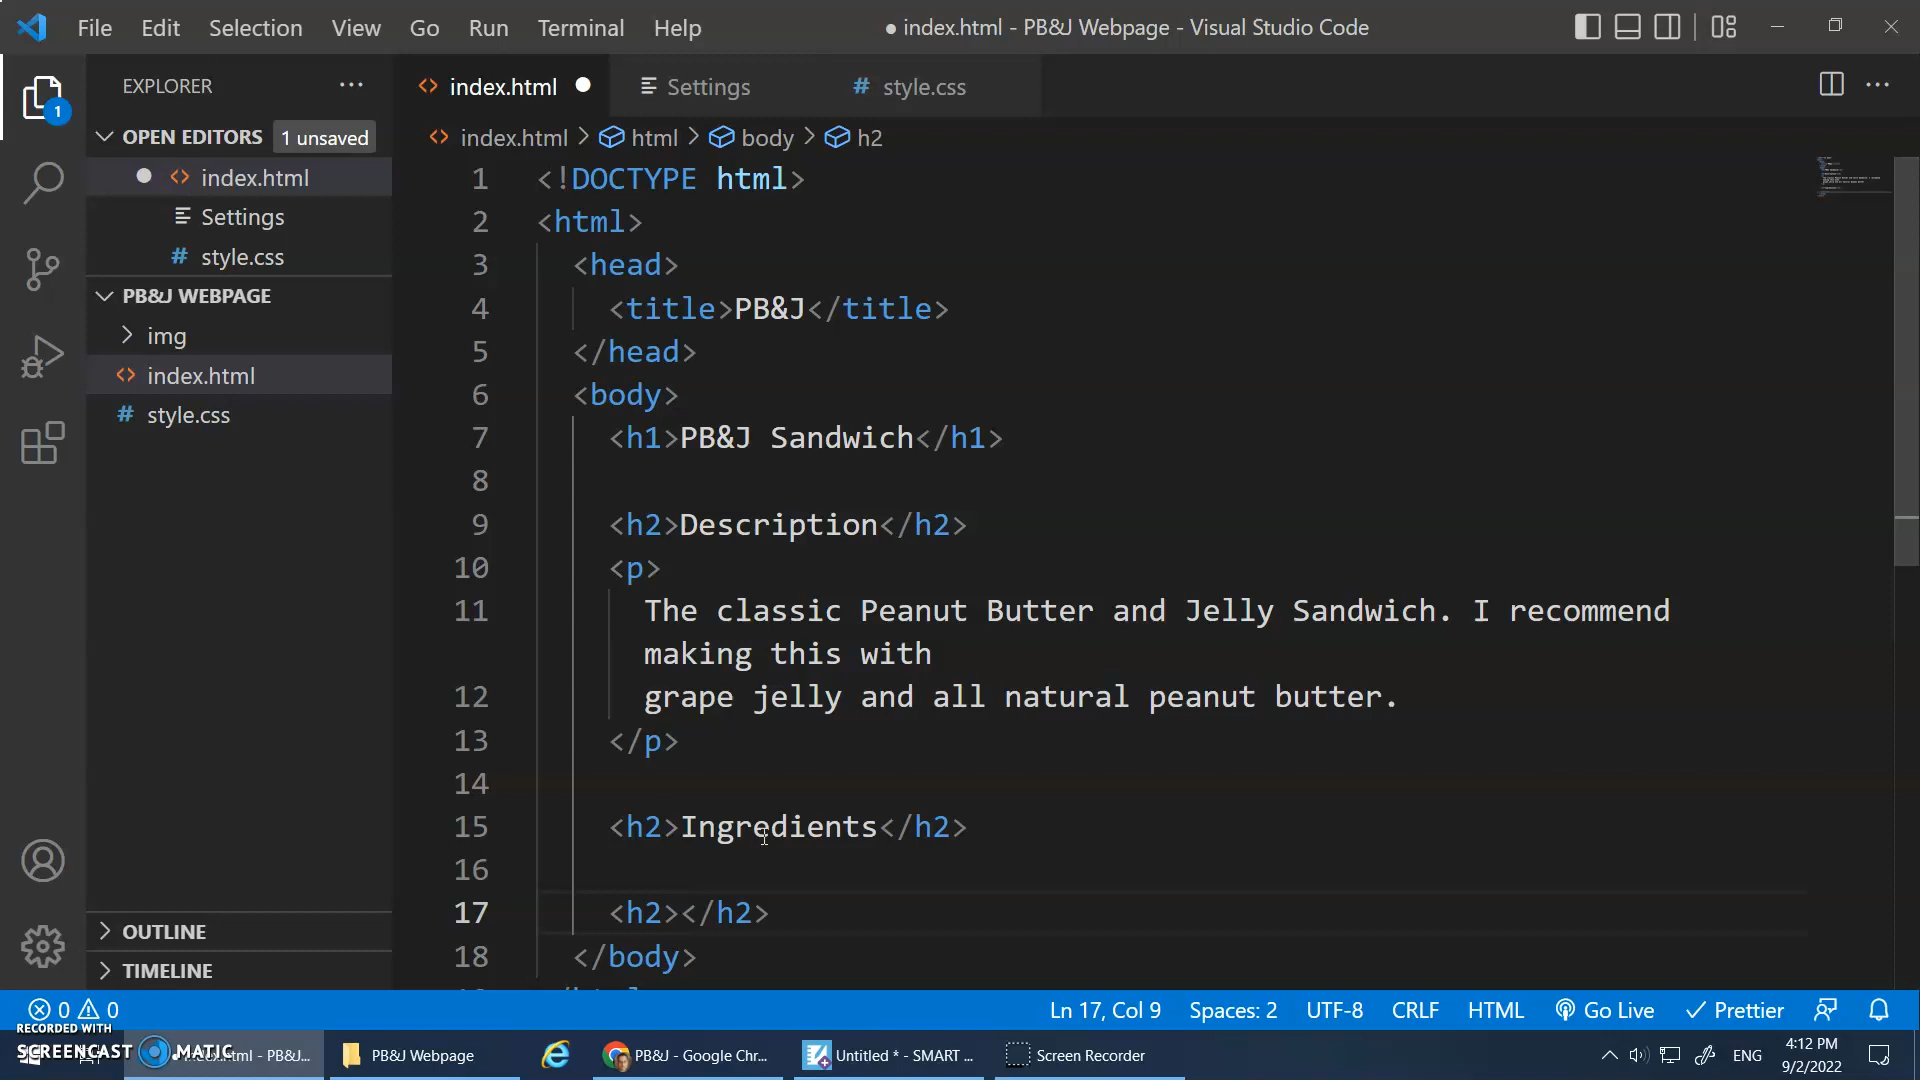 File Edit Selection View Go Run Terminal Help
● index.html - PB&J Webpage - Visual Studio Code
EXPLORER
index.html
Settings
# style.css
OPEN EDITORS 1 unsaved
index.html
Settings
# style.css
PB&J WEBPAGE
img
index.html
# style.css
OUTLINE
TIMELINE
1
index.html > html > body > h2
1 <!DOCTYPE html>
2 <html>
3 <head>
4 <title>PB&J</title>
5 </head>
6 <body>
7 <h1>PB&J Sandwich</h1>
8
9 <h2>Description</h2>
10 <p>
11 The classic Peanut Butter and Jelly Sandwich. I recommend
making this with
12 grape jelly and all natural peanut butter.
13 </p>
14
15 <h2>Ingredients</h2>
16
17 <h2></h2>
18 </body>
0 0
Ln 17, Col 9 Spaces: 2 UTF-8 CRLF HTML Go Live Prettier
RECORDED WITH
SCREENCAST MATIC
index.html - PB&J...
PB&J Webpage
PB&J - Google Chr...
Untitled * - SMART ...
Screen Recorder
ENG
4:12 PM
9/2/2022